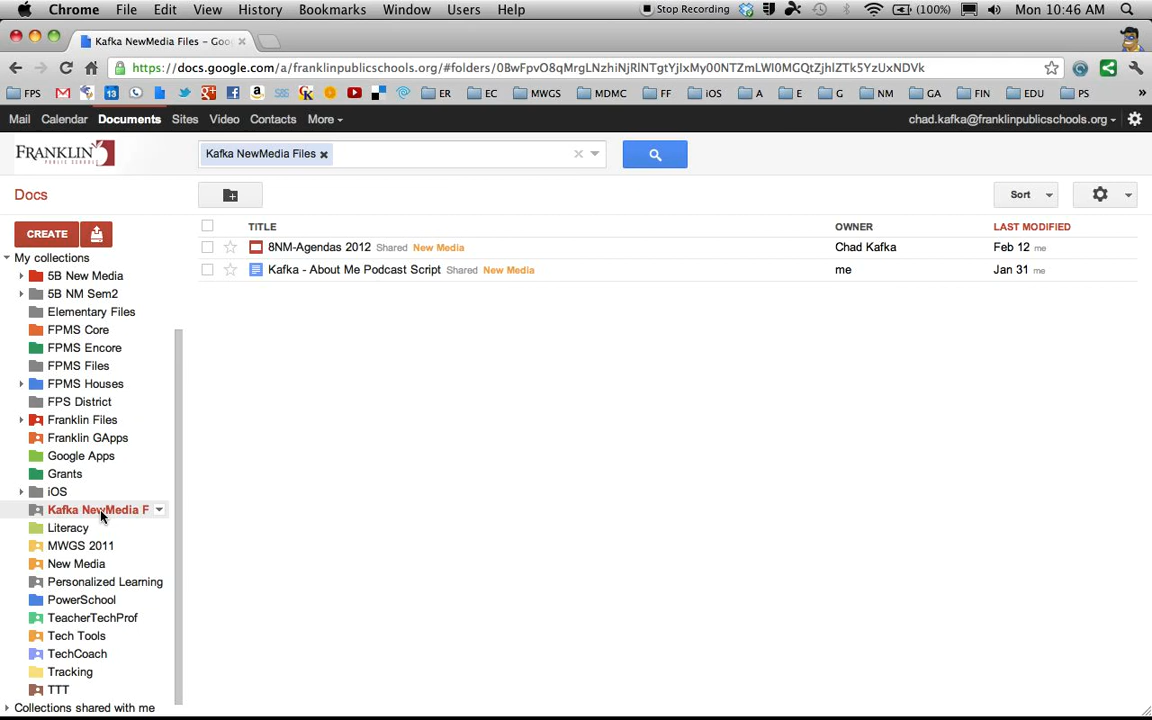 Chrome File Edit View History Bookmarks Window Users Help Stop Recording (100%) Mon 10:46 AM
Kafka NewMedia Files - Goo
https://docs.google.com/a/franklinpublicschools.org/#folders/
FPS 13 ER EC MWGS MDMC FF iOS A E G NM GA FIN EDU PS »
Mail Calendar Documents Sites Video Contacts More chad.kafka@franklinpublicschools.org
FRANKLIN Kafka NewMedia Files
PUBLIC SCHOOLS
Docs Sort
CREATE TITLE OWNER LAST MODIFIED
8NM-Agendas 2012 Shared New Media Chad Kafka Feb 12 me
Kafka - About Me Podcast Script Shared New Media me Jan 31 me
My collections
5B New Media
5B NM Sem2
Elementary Files
FPMS Core
FPMS Encore
FPMS Files
FPMS Houses
FPS District
Franklin Files
Franklin GApps
Google Apps
Grants
iOS
Kafka NewMedia F
Literacy
MWGS 2011
New Media
Personalized Learning
PowerSchool
TeacherTechProf
Tech Tools
TechCoach
Tracking
TTT
Collections shared with me